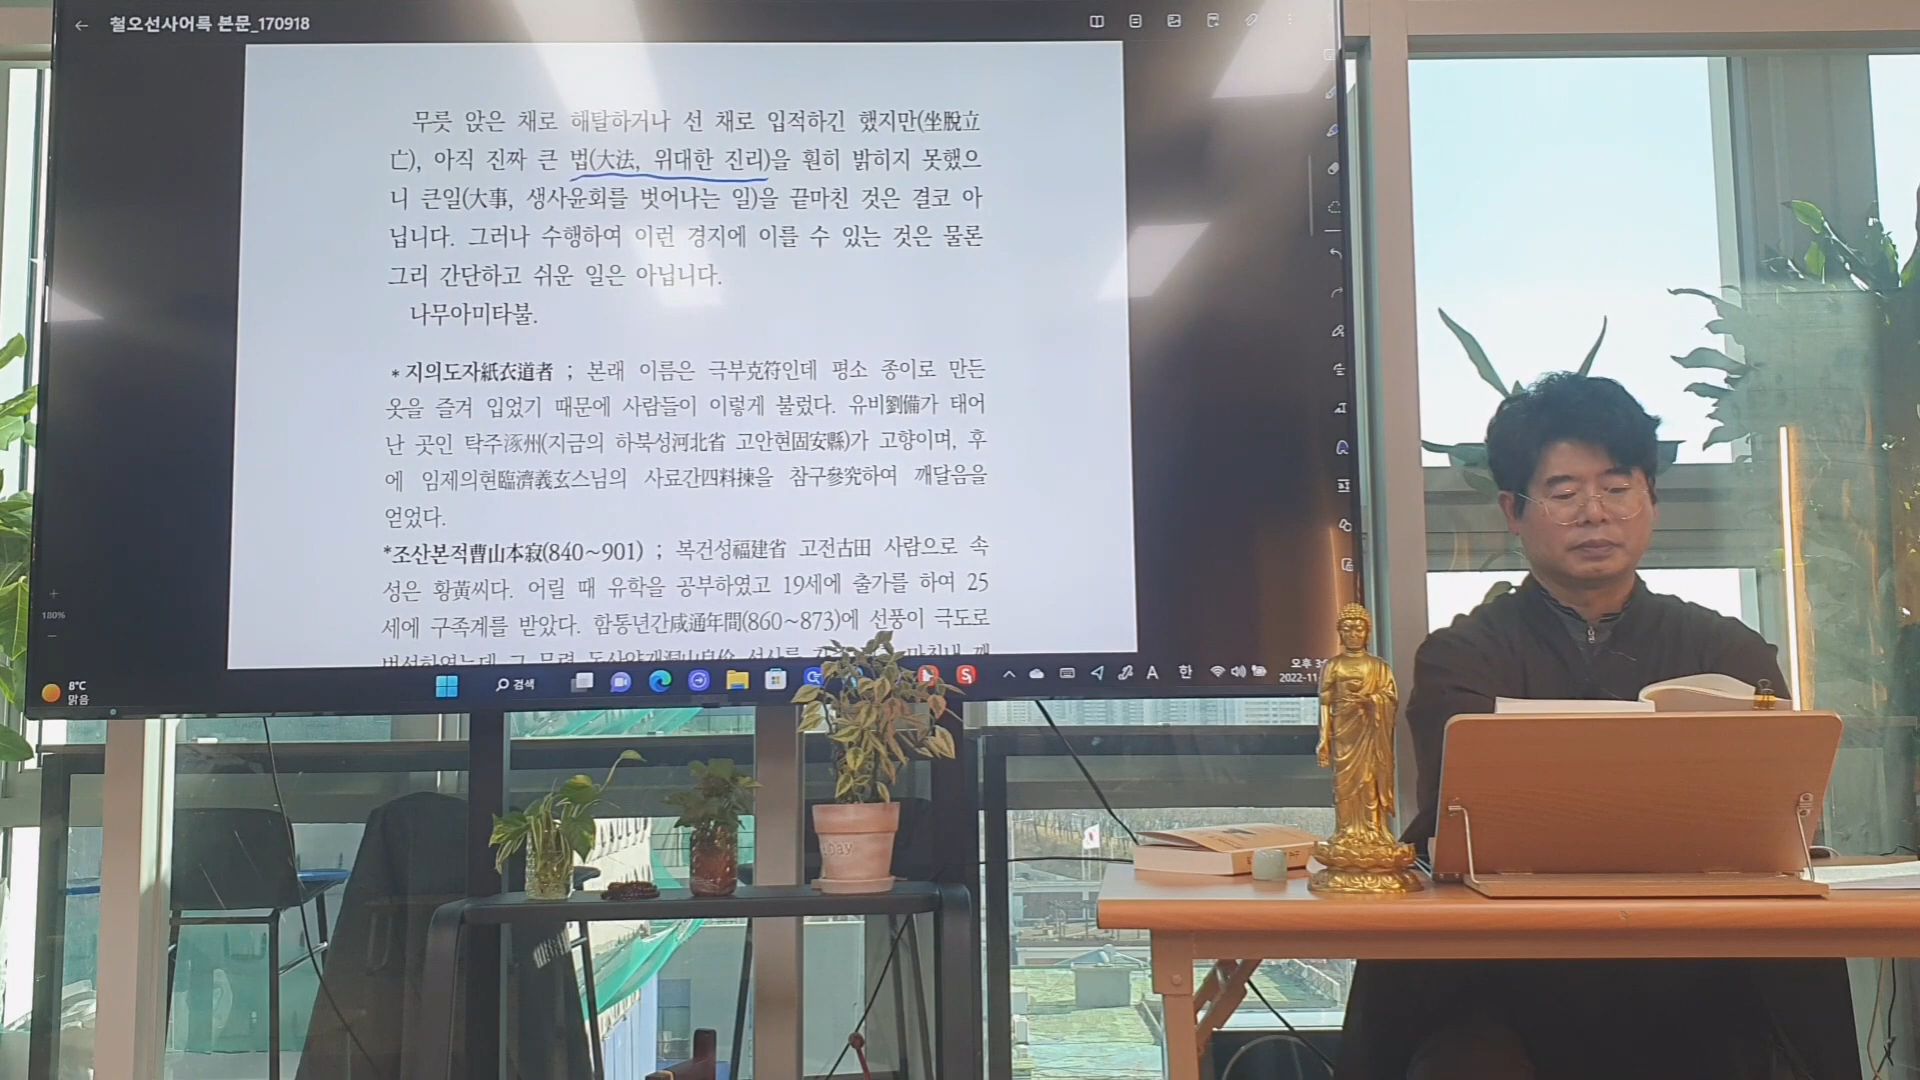 철오선사어록 본문_170918
무릇 앉은 채로 해탈하거나 선 채로 입적하긴 했지만(坐脫立
亡), 아직 진짜 큰 법(大法, 위대한 진리)을 훤히 밝히지 못했으
니 큰일(大事, 생사윤회를 벗어나는 일)을 끝마친 것은 결코 아
닙니다. 그러나 수행하여 이런 경지에 이를 수 있는 것은 물론
그리 간단하고 쉬운 일은 아닙니다.
나무아미타불.
*지의도자紙衣道者 ; 본래 이름은 극부克符인데 평소 종이로 만든
옷을 즐겨 입었기 때문에 사람들이 이렇게 불렀다. 유비劉備가 태어
난 곳인 탁주涿州(지금의 하북성河北省 고안현固安縣)가 고향이며, 후
에 임제의현臨濟義玄스님의 사료간四料揀을 참구參究하여 깨달음을
얻었다.
*조산본적曹山本寂(840~901) ; 복건성福建省 고전古田 사람으로 속
성은 황黃씨다. 어릴 때 유학을 공부하였고 19세에 출가를 하여 25
세에 구족계를 받았다. 함통년간咸通年間(860~873)에 선풍이 극도로
180%
8°C
맑음
검색
A
한
오후
2022-11